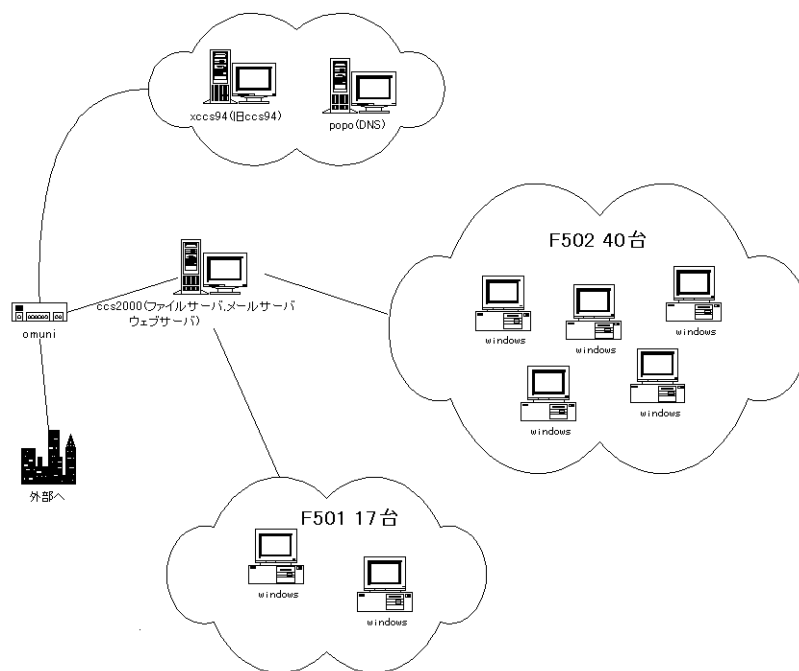 xccs94(旧ccs94)
popo(DNS)
F502 40台
ccs2000(ファイルサーバ,メールサーバ
ウェブサーバ)
omuni
windows
windows
windows
windows
windows
外部へ
F501 17台
windows
windows